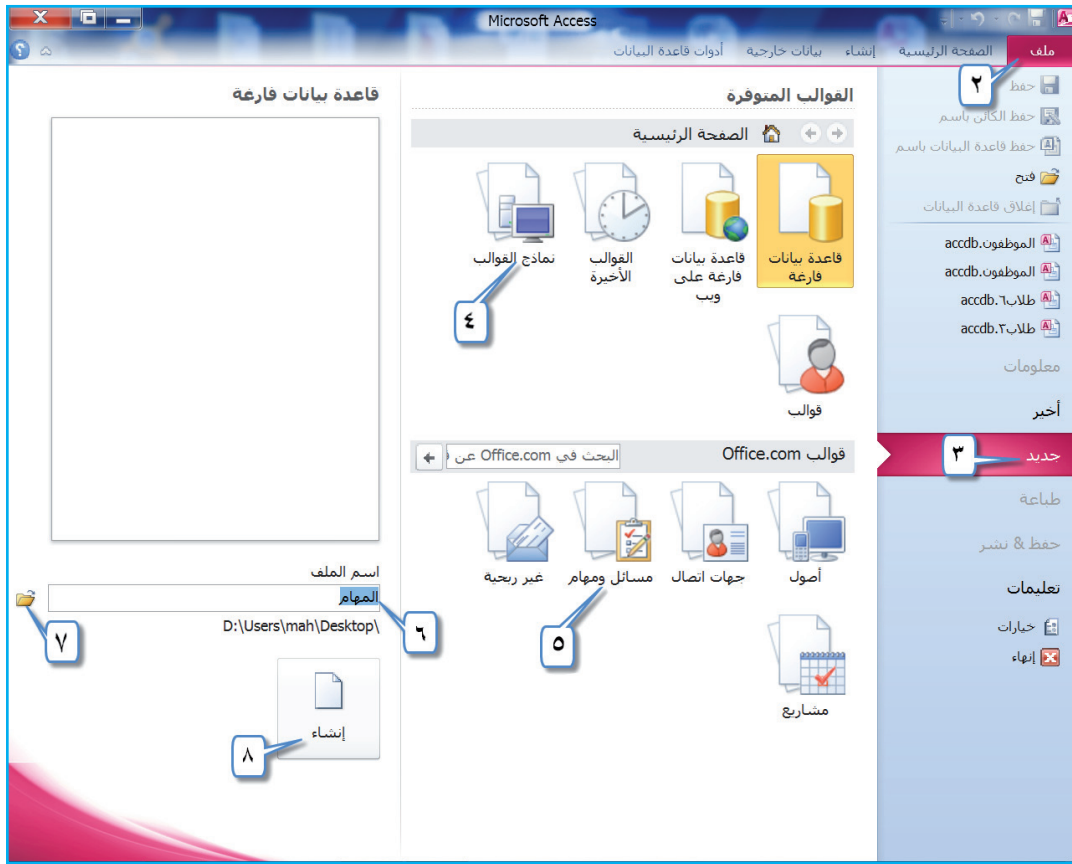 Microsoft Access
ملف الصفحة الرئيسية إنشاء بيانات خارجية أدوات قاعدة البيانات
٢
حفظ
حفظ الكائن باسم
حفظ قاعدة البيانات باسم
فتح
إغلاق قاعدة البيانات
الموظفون.accdb
الموظفون.accdb
طلاب٦.accdb
طلاب٣.accdb
معلومات
أخير
جديد
٣
طباعة
حفظ & نشر
تعليمات
خيارات
إنهاء
القوالب المتوفرة
الصفحة الرئيسية
قاعدة بيانات فارغة
قاعدة بيانات فارغة على ويب
القوالب الأخيرة
نماذج القوالب
٤
قوالب
قوالب Office.com
البحث في Office.com عن
أصول
جهات اتصال
مسائل ومهام
غير ربحية
٥
مشاريع
قاعدة بيانات فارغة
اسم الملف
المهام
٦
٧
D:\Users\mah\Desktop\
إنشاء
٨